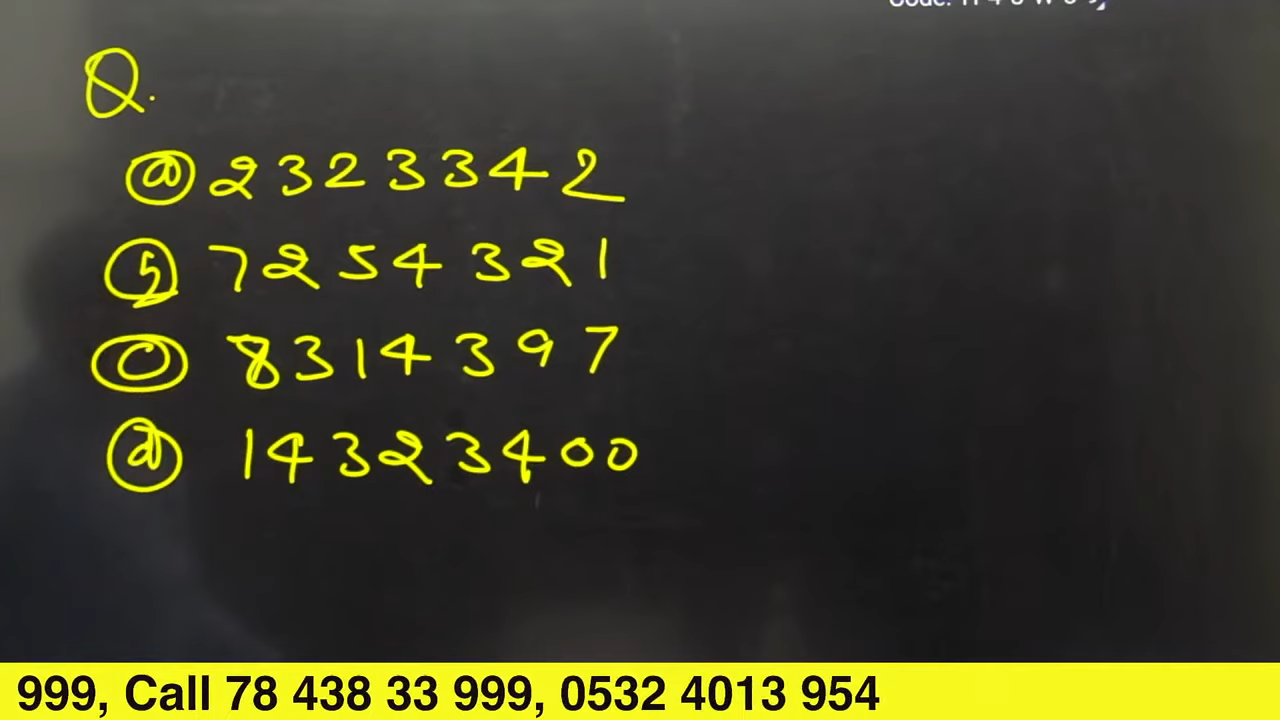 Q.
(a) 2323342
(b) 7254321
(c) 8314397
(d) 14323400
999, Call 78 438 33 999, 0532 4013 954